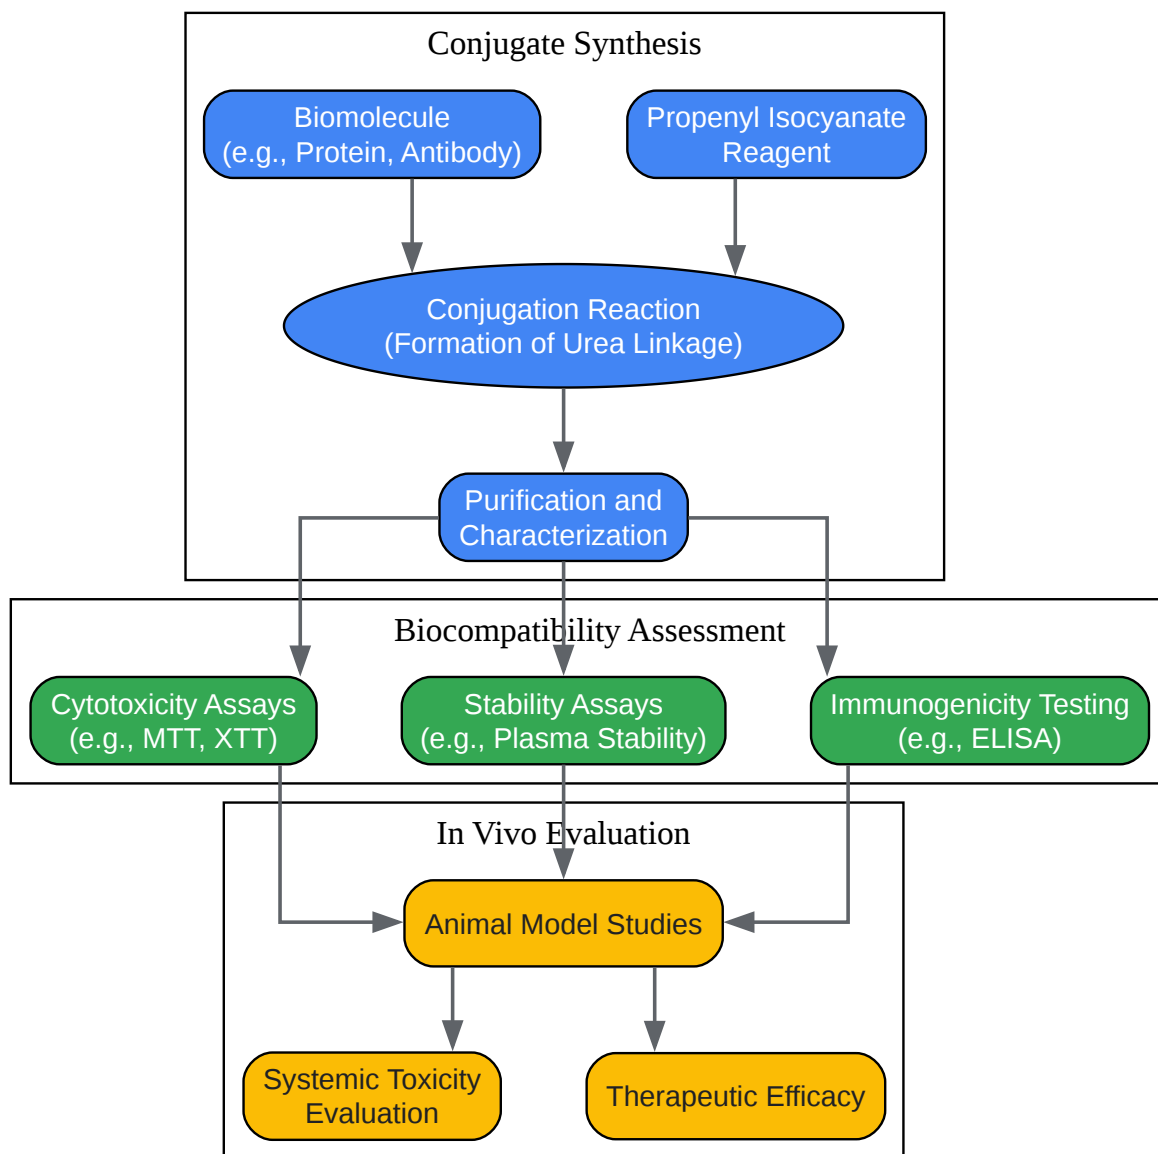 Conjugate Synthesis
Biomolecule
(e.g., Protein, Antibody)
Propenyl Isocyanate
Reagent
Conjugation Reaction
(Formation of Urea Linkage)
Purification and
Characterization
Biocompatibility Assessment
Cytotoxicity Assays
(e.g., MTT, XTT)
Stability Assays
(e.g., Plasma Stability)
Immunogenicity Testing
(e.g., ELISA)
In Vivo Evaluation
Animal Model Studies
Systemic Toxicity
Evaluation
Therapeutic Efficacy